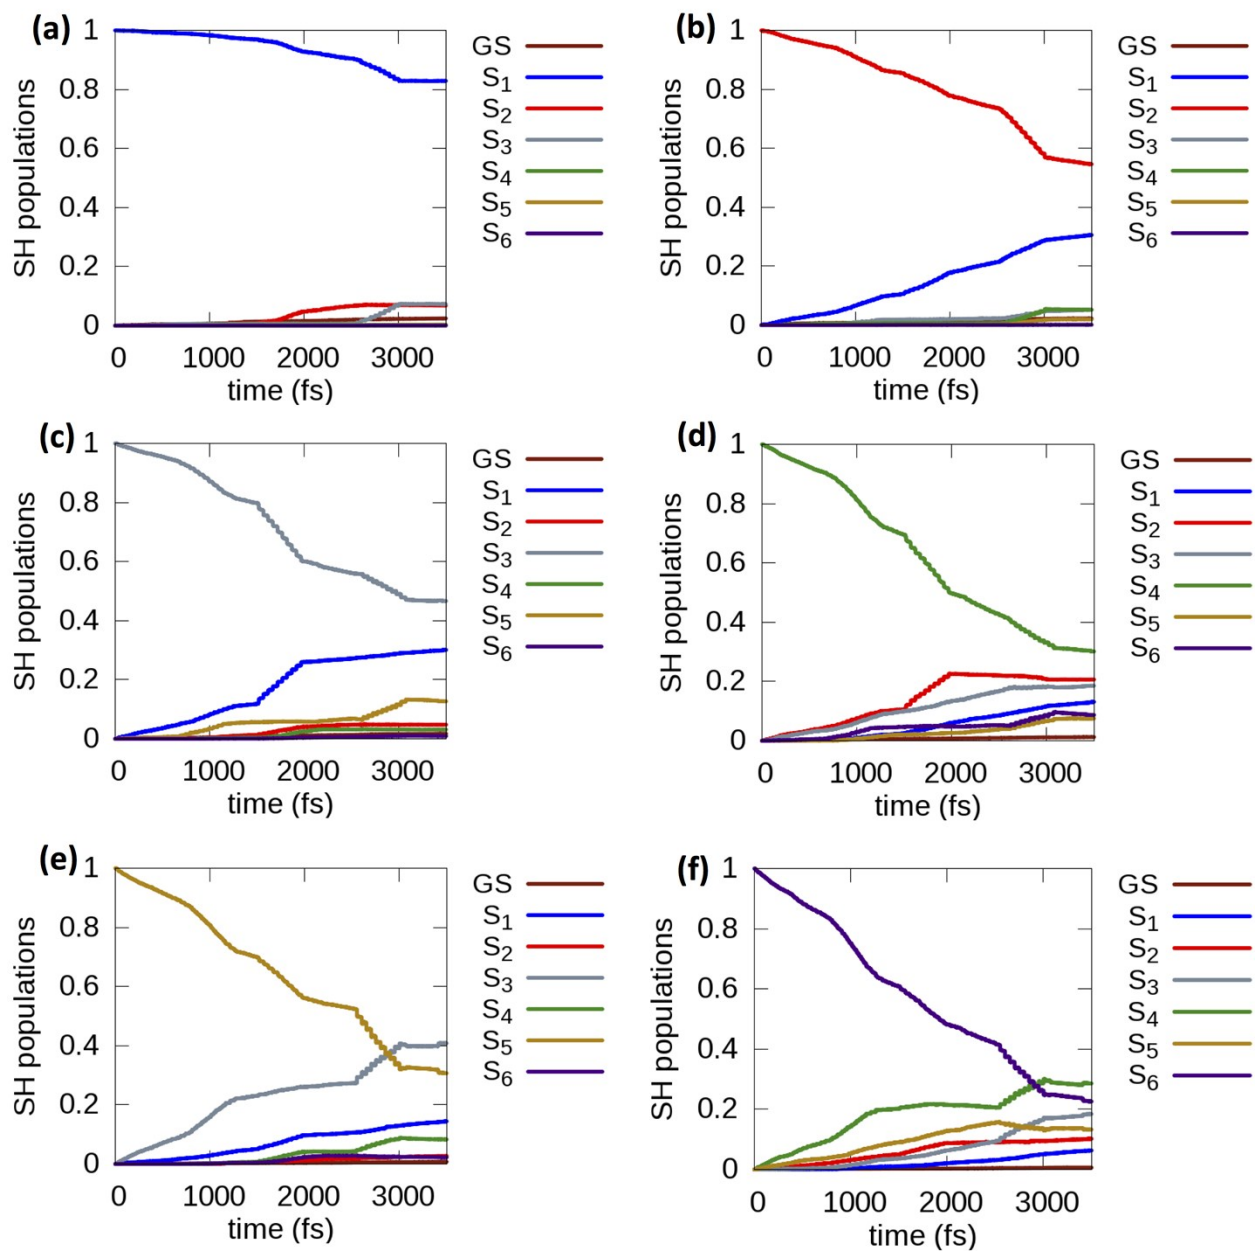 (a)
SH populations
1
0.8
0.6
0.4
0.2
0
0 1000 2000 3000
time (fs)
GS
S1
S2
S3
S4
S5
S6
(b)
SH populations
1
0.8
0.6
0.4
0.2
0
0 1000 2000 3000
time (fs)
GS
S1
S2
S3
S4
S5
S6
(c)
SH populations
1
0.8
0.6
0.4
0.2
0
0 1000 2000 3000
time (fs)
GS
S1
S2
S3
S4
S5
S6
(d)
SH populations
1
0.8
0.6
0.4
0.2
0
0 1000 2000 3000
time (fs)
GS
S1
S2
S3
S4
S5
S6
(e)
SH populations
1
0.8
0.6
0.4
0.2
0
0 1000 2000 3000
time (fs)
GS
S1
S2
S3
S4
S5
S6
(f)
SH populations
1
0.8
0.6
0.4
0.2
0
0 1000 2000 3000
time (fs)
GS
S1
S2
S3
S4
S5
S6